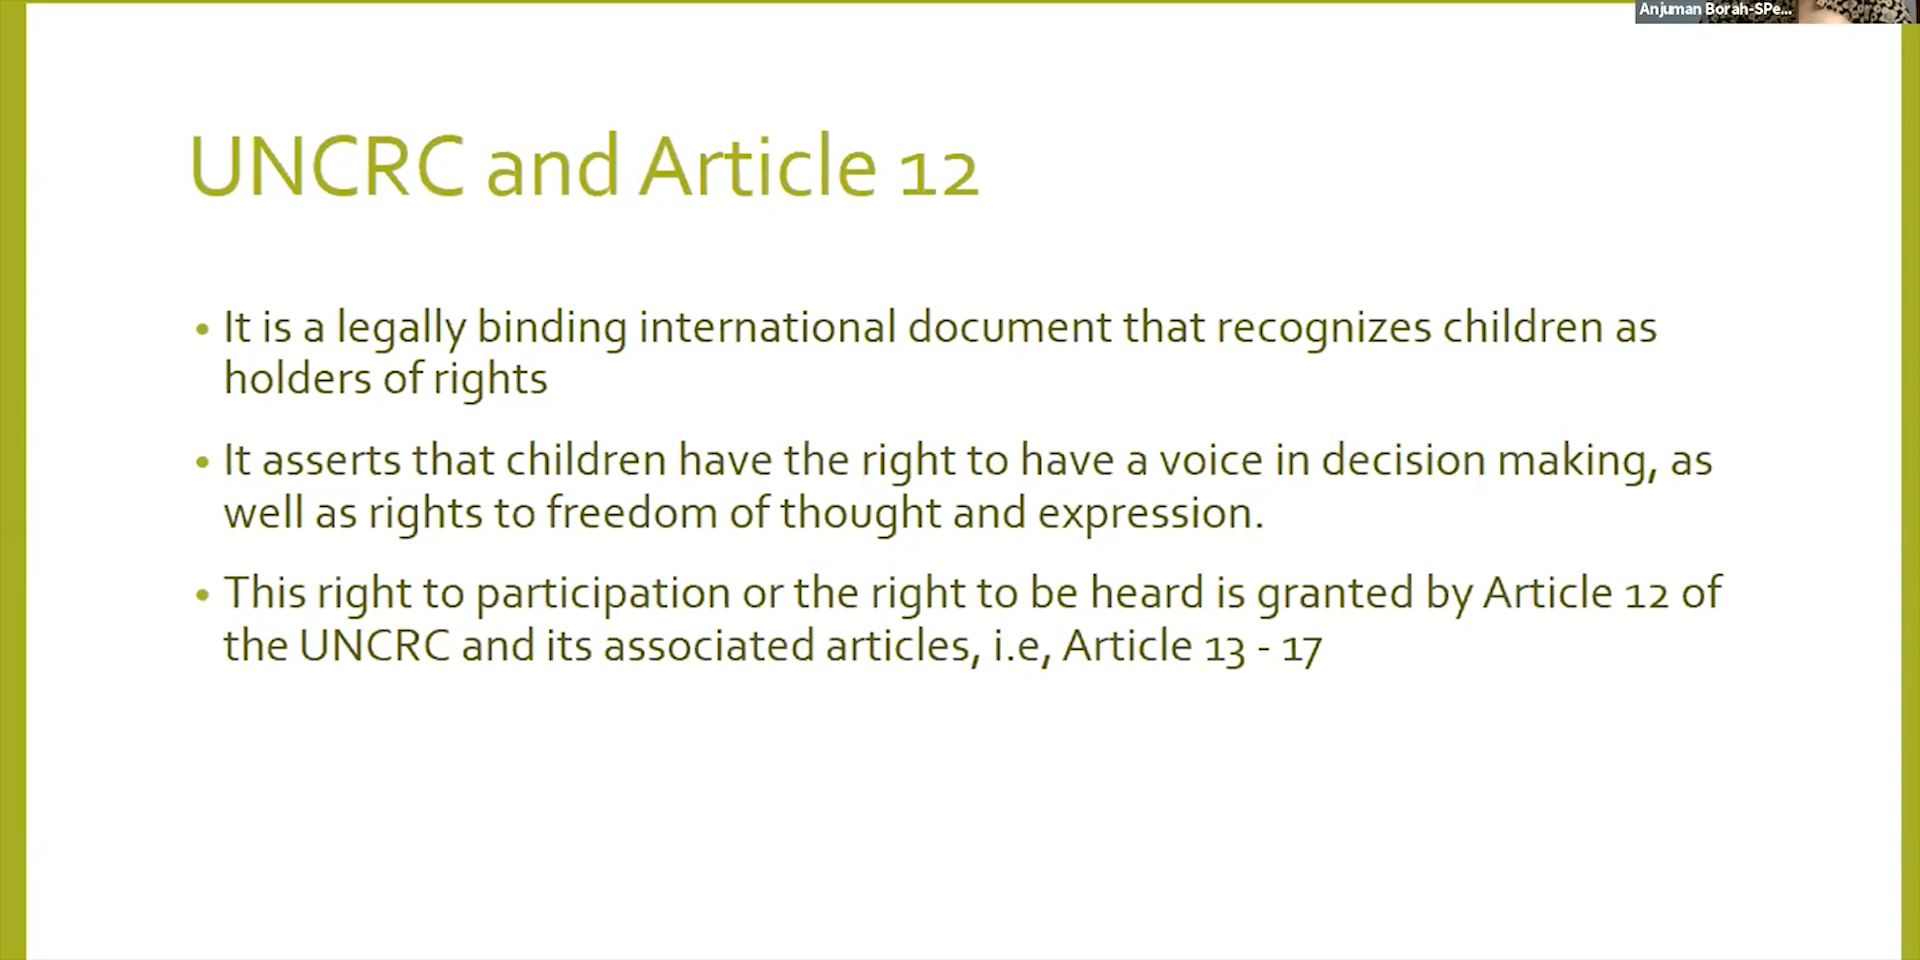 Anjuman Borah-SPe...
UNCRC and Article 12
• It is a legally binding international document that recognizes children as
holders of rights
• It asserts that children have the right to have a voice in decision making, as
well as rights to freedom of thought and expression.
• This right to participation or the right to be heard is granted by Article 12 of
the UNCRC and its associated articles, i.e, Article 13 - 17